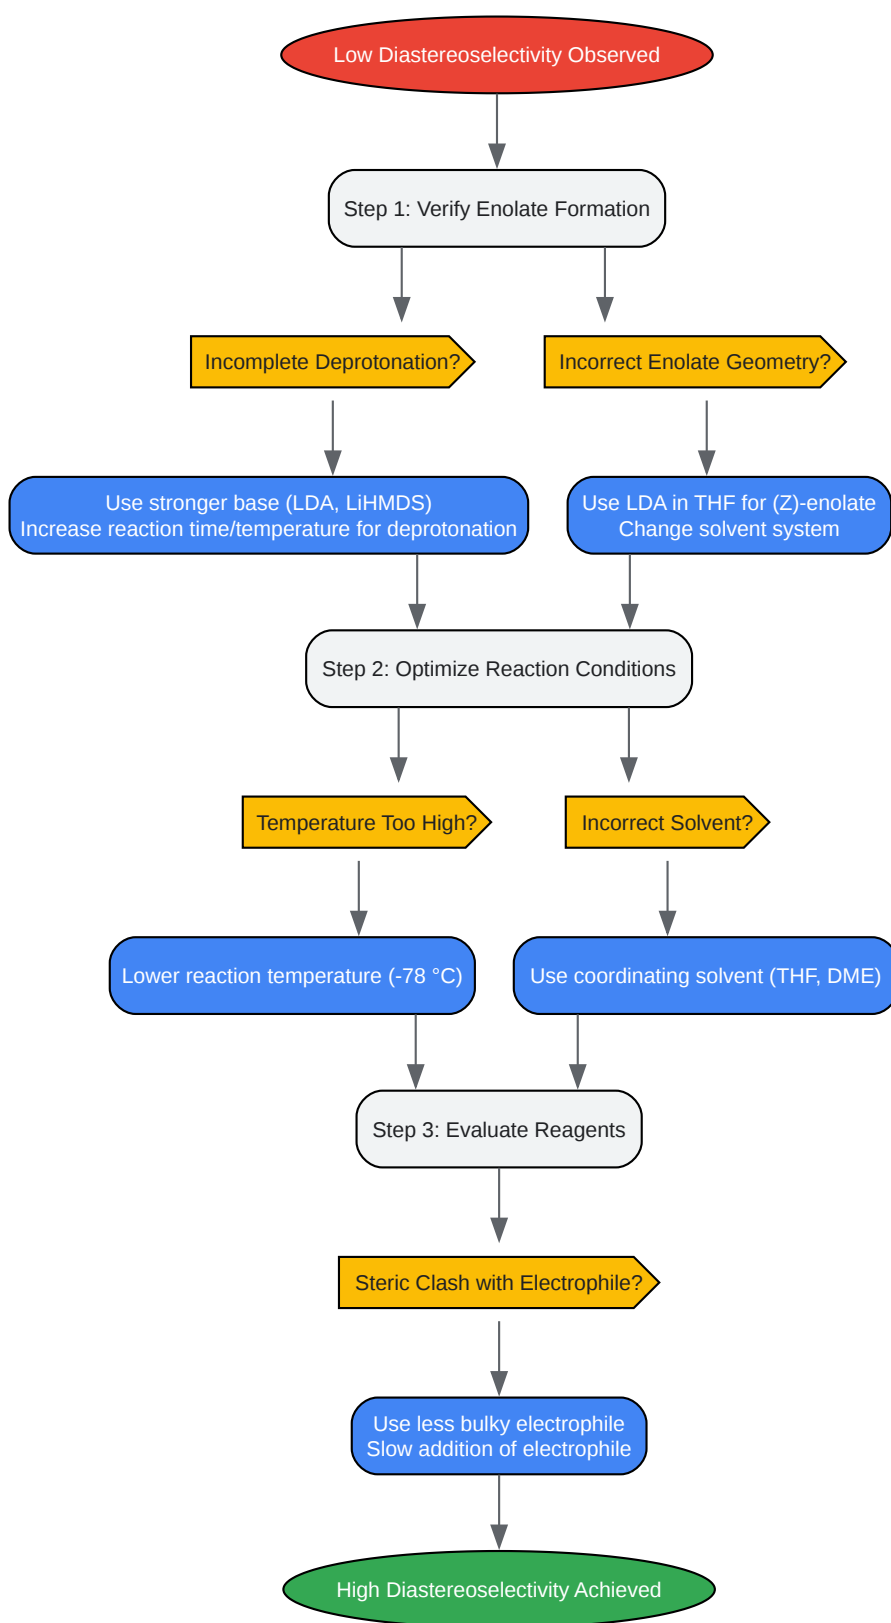 Low Diastereoselectivity Observed
Step 1: Verify Enolate Formation
Incomplete Deprotonation?
Incorrect Enolate Geometry?
Use stronger base (LDA, LiHMDS)
Increase reaction time/temperature for deprotonation
Use LDA in THF for (Z)-enolate
Change solvent system
Step 2: Optimize Reaction Conditions
Temperature Too High?
Incorrect Solvent?
Lower reaction temperature (-78 °C)
Use coordinating solvent (THF, DME)
Step 3: Evaluate Reagents
Steric Clash with Electrophile?
Use less bulky electrophile
Slow addition of electrophile
High Diastereoselectivity Achieved